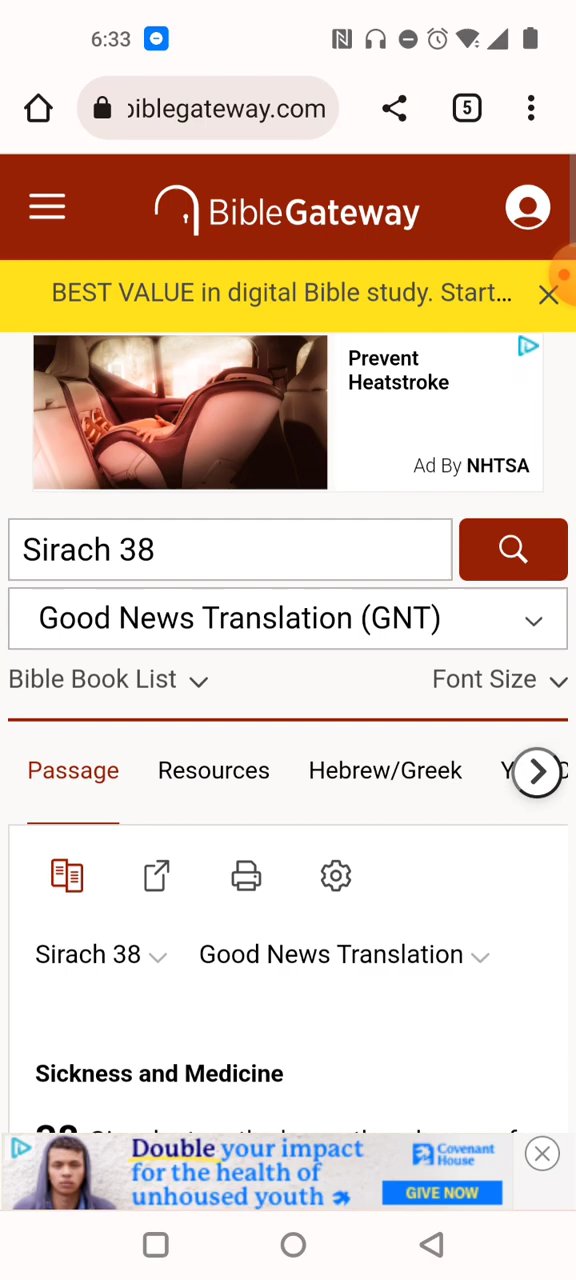 6:33
biblegateway.com
5
BibleGateway
BEST VALUE in digital Bible study. Start...
Prevent
Heatstroke
Ad By NHTSA
Sirach 38
Good News Translation (GNT)
Bible Book List
Font Size
Passage Resources Hebrew/Greek
Sirach 38 Good News Translation
Sickness and Medicine
38
Double your impact
for the health of
unhoused youth
Covenant
House
GIVE NOW